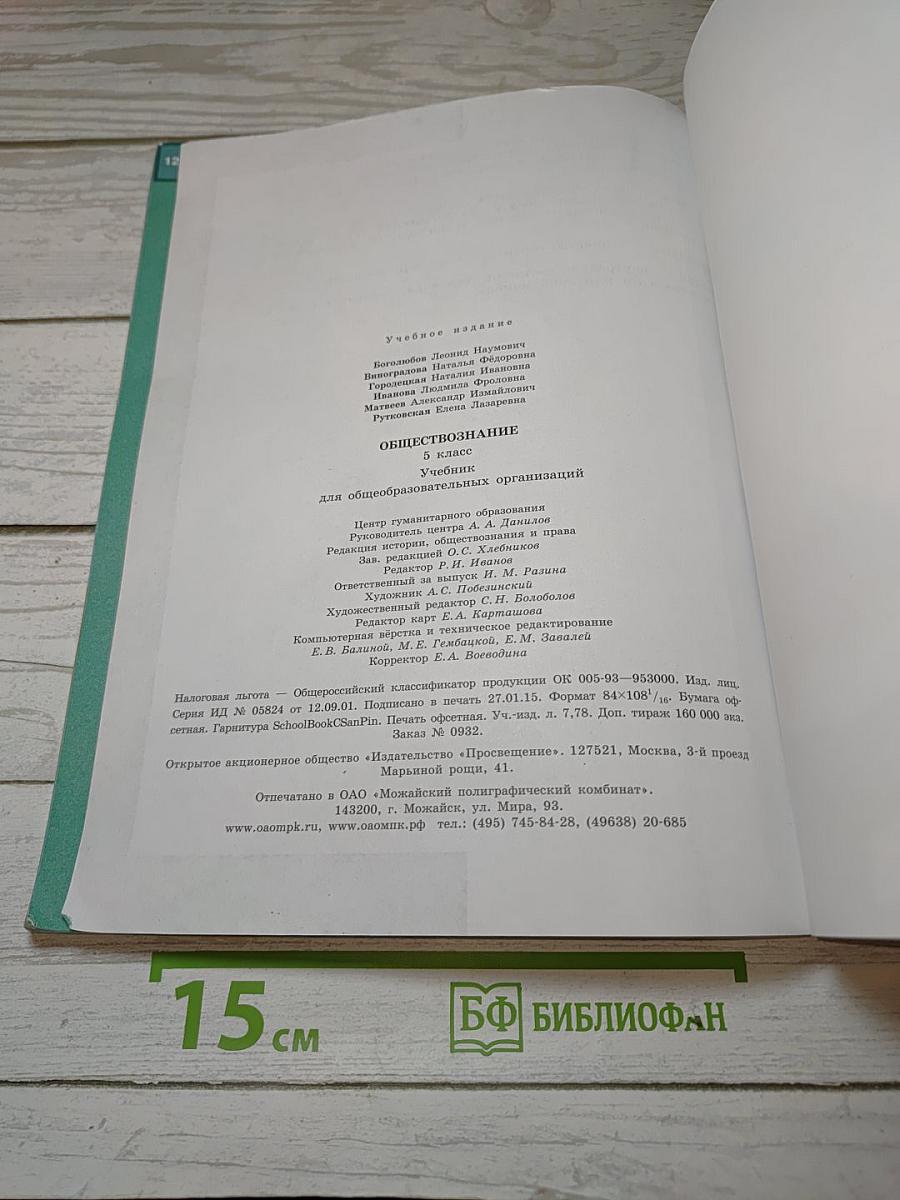 12
Учебное издание
Боголюбов Леонид Наумович
Виноградова Наталья Фёдоровна
Городецкая Наталия Ивановна
Иванова Людмила Фроловна
Матвеев Александр Измайлович
Рутковская Елена Лазаревна
ОБЩЕСТВОЗНАНИЕ
5 класс
Учебник
для общеобразовательных организаций
Центр гуманитарного образования
Руководитель центра А. А. Данилов
Редакция истории, обществознания и права
Зав. редакцией О. С. Хлебников
Редактор Р. И. Иванов
Ответственный за выпуск И. М. Разина
Художник А. С. Побезинский
Художественный редактор С. Н. Болоболов
Редактор карт Е. А. Карташова
Компьютерная вёрстка и техническое редактирование
Е. В. Балиной, М. Е. Гембацкой, Е. М. Завалей
Корректор Е. А. Воеводина
Налоговая льгота — Общероссийский классификатор продукции ОК 005-93—953000. Изд. лиц.
Серия ИД № 05824 от 12.09.01. Подписано в печать 27.01.15. Формат 84×108¹/₁₆. Бумага оф-
сетная. Гарнитура SchoolBookCSanPin. Печать офсетная. Уч.-изд. л. 7,78. Доп. тираж 160 000 экз.
Заказ № 0932.
Открытое акционерное общество «Издательство «Просвещение». 127521, Москва, 3-й проезд
Марьиной рощи, 41.
Отпечатано в ОАО «Можайский полиграфический комбинат».
143200, г. Можайск, ул. Мира, 93.
www.oaompk.ru, www.оаомпк.рф тел.: (495) 745-84-28, (49638) 20-685
15 см
БФ БИБЛИОФАН